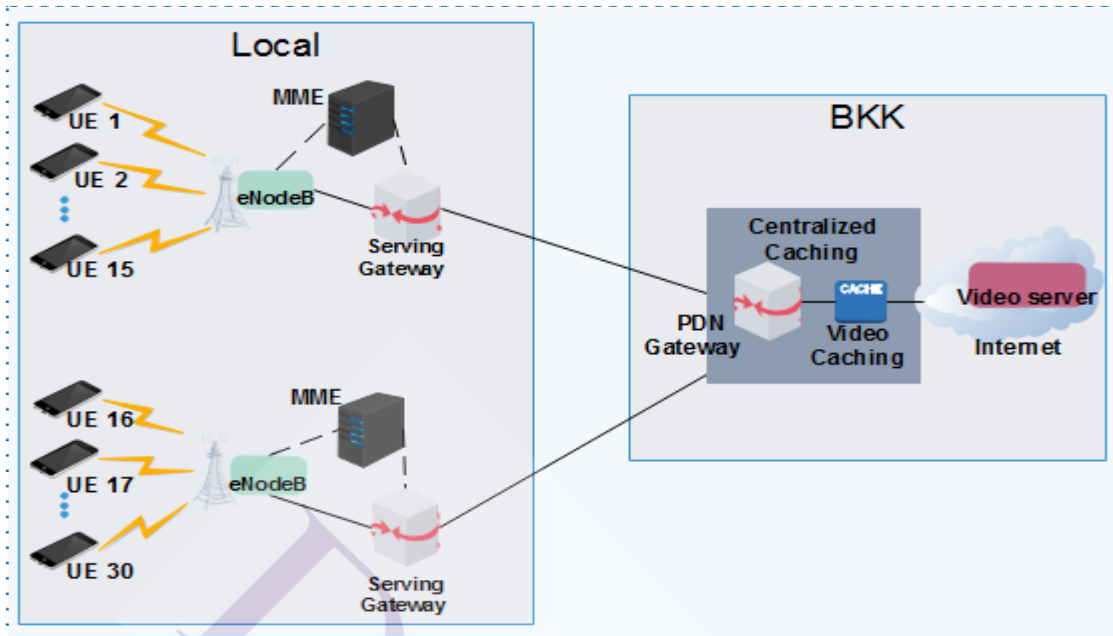 Local
MME
UE 1
UE 2
eNodeB
UE 15
Serving
Gateway
MME
UE 16
UE 17
eNodeB
UE 30
Serving
Gateway
BKK
Centralized
Caching
CACHE
PDN
Gateway
Video
Caching
Video server
Internet